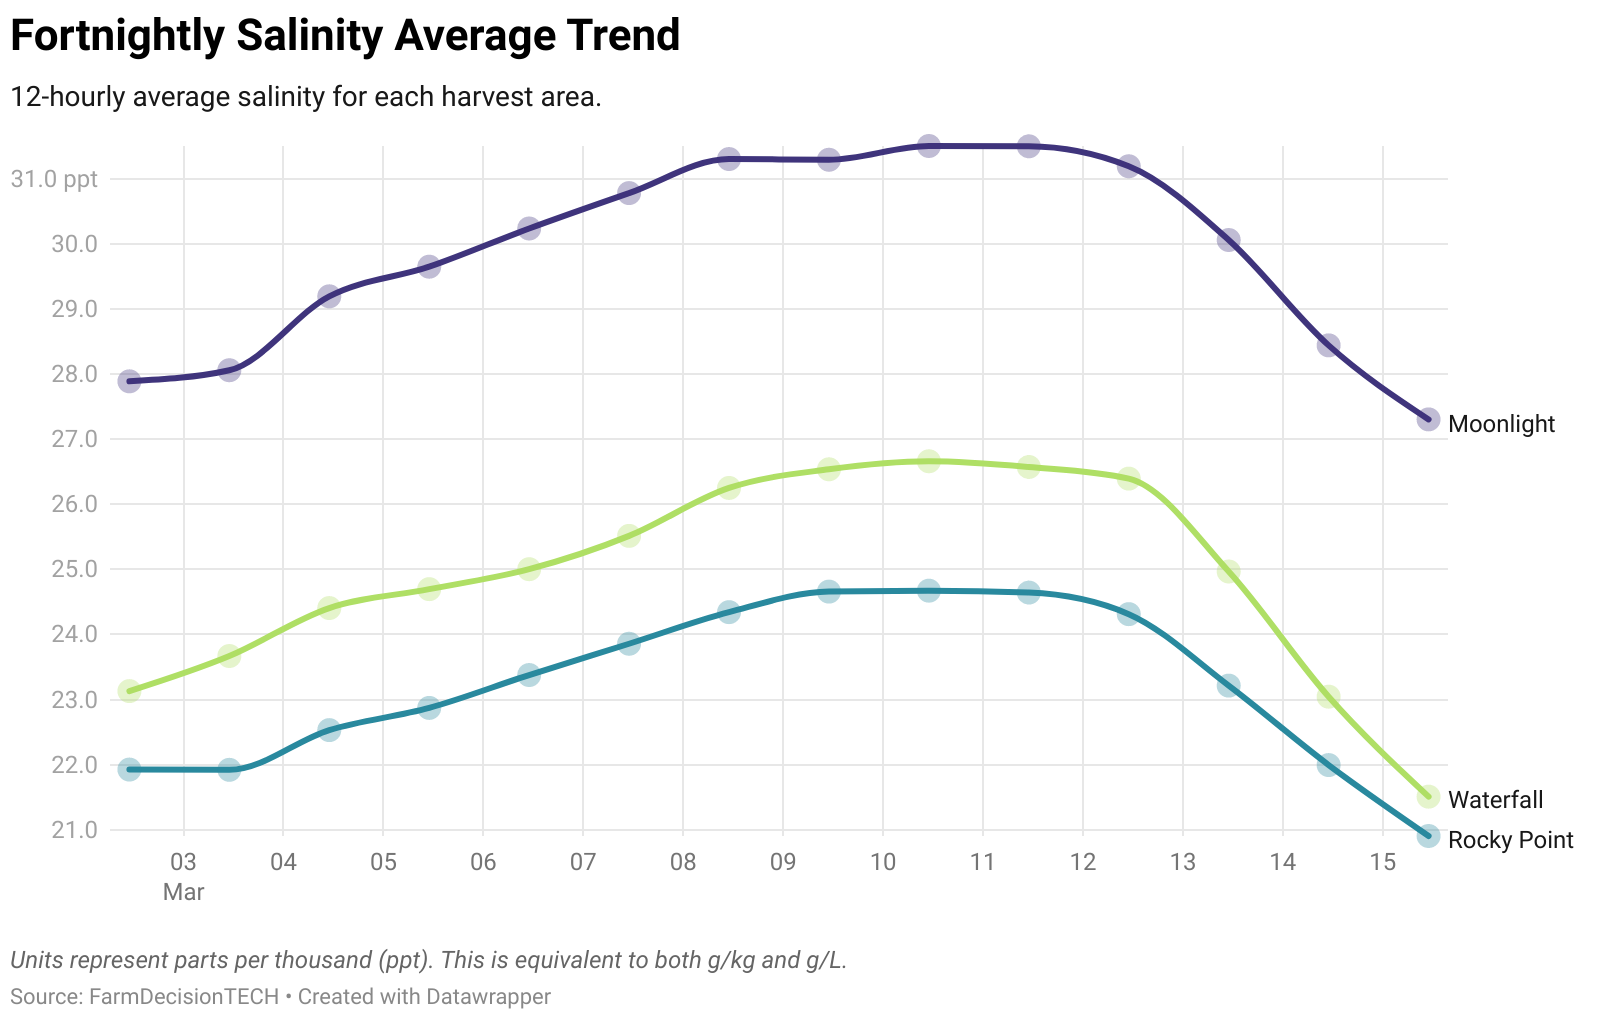 Fortnightly Salinity Average Trend
12-hourly average salinity for each harvest area.
31.0 ppt
30.0
29.0
28.0
27.0
26.0
25.0
24.0
23.0
22.0
21.0
Moonlight
Waterfall
Rocky Point
03 04 05 06 07 08 09 10 11 12 13 14 15
Mar
Units represent parts per thousand (ppt). This is equivalent to both g/kg and g/L.
Source: FarmDecisionTECH • Created with Datawrapper